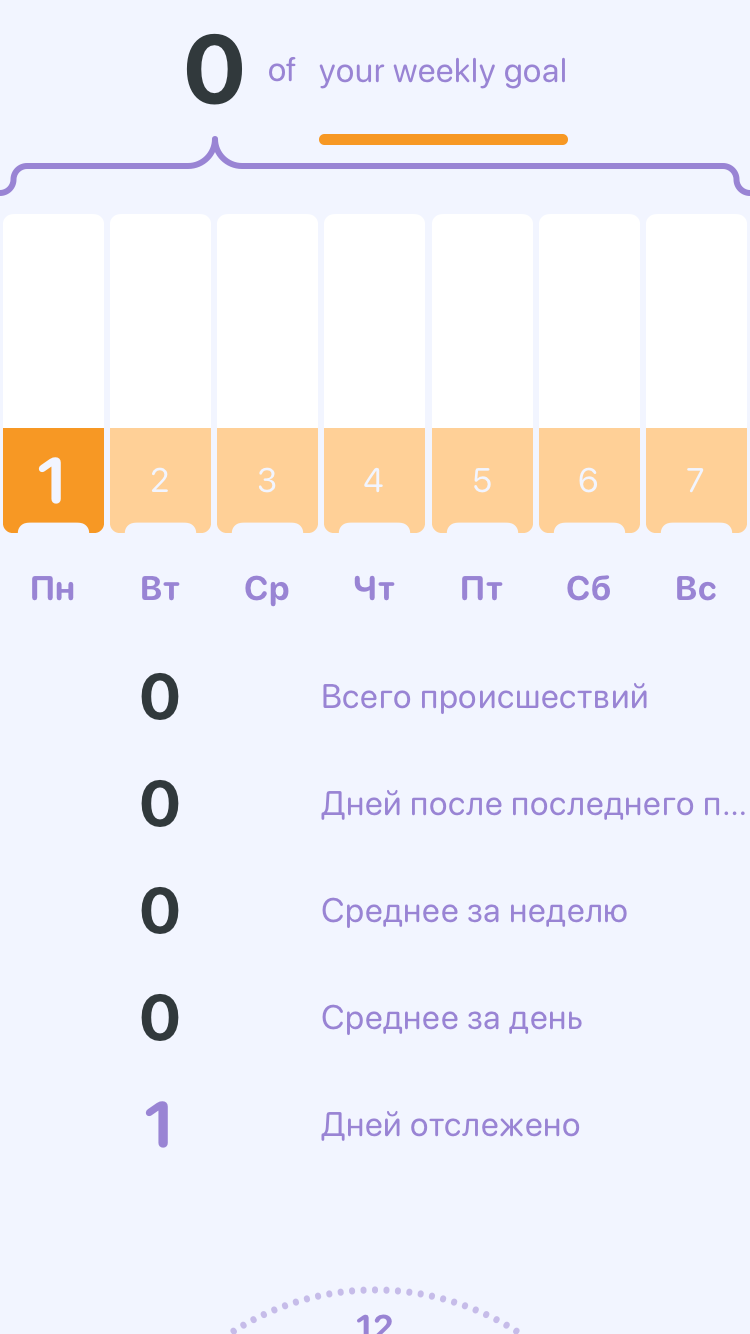 0 of your weekly goal
1 2 3 4 5 6 7
Пн Вт Ср Чт Пт Сб Вс
0 Всего происшествий
0 Дней после последнего п...
0 Среднее за неделю
0 Среднее за день
1 Дней отслежено
12